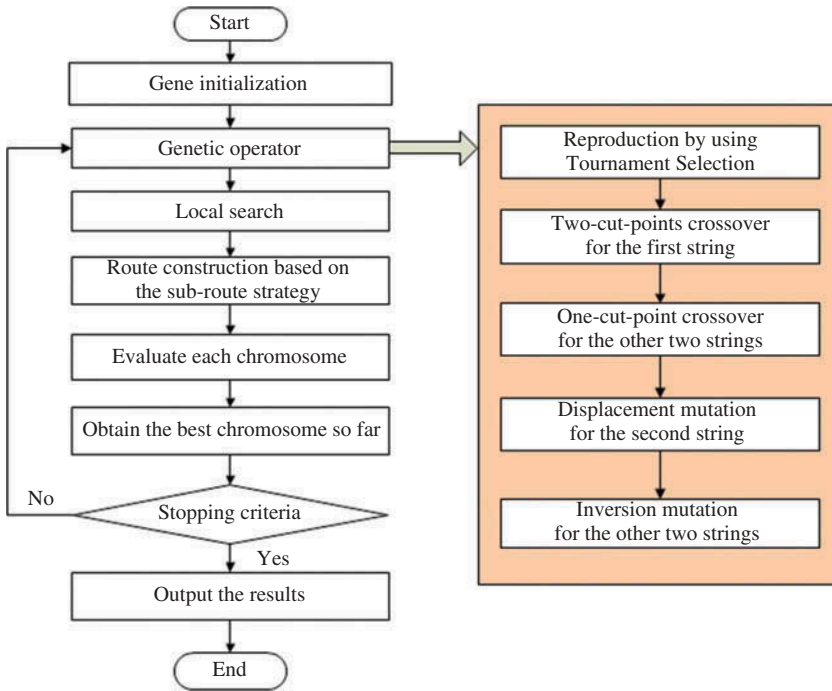 Start
Gene initialization
Genetic operator
Local search
Route construction based on
the sub-route strategy
Evaluate each chromosome
Obtain the best chromosome so far
No
Stopping criteria
Yes
Output the results
End
Reproduction by using
Tournament Selection
Two-cut-points crossover
for the first string
One-cut-point crossover
for the other two strings
Displacement mutation
for the second string
Inversion mutation
for the other two strings